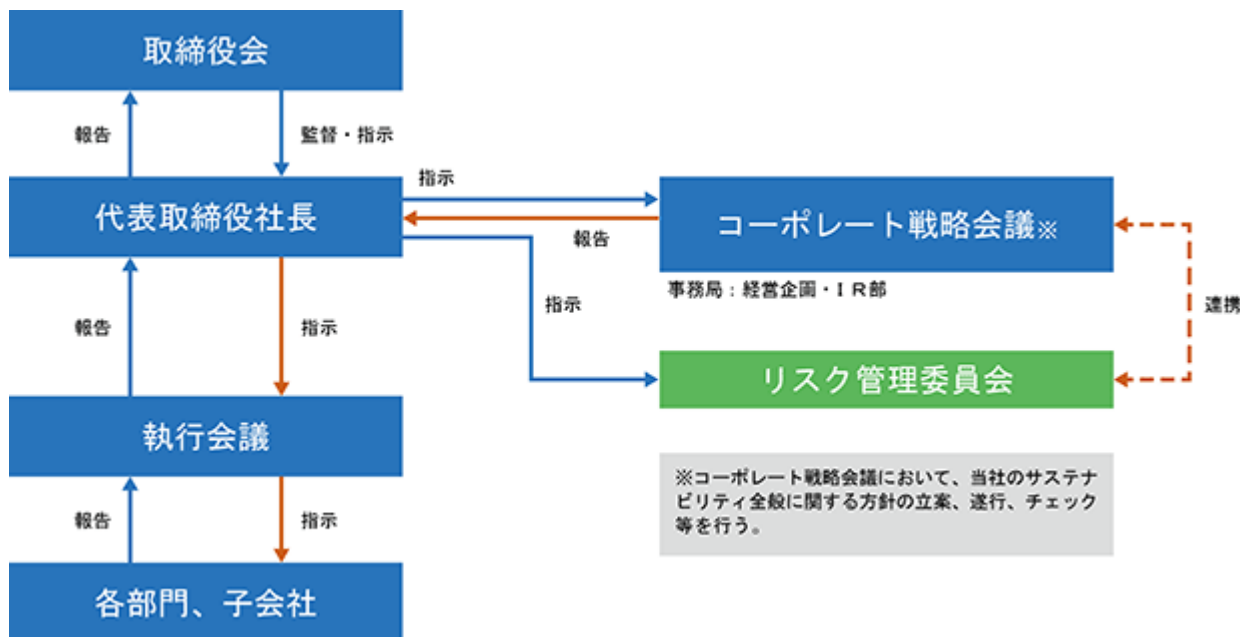 取締役会
報告
監督・指示
代表取締役社長
指示
報告
コーポレート戦略会議※
事務局：経営企画・ＩＲ部
指示
連携
報告
指示
リスク管理委員会
執行会議
※コーポレート戦略会議において、当社のサステナ
ビリティ全般に関する方針の立案、遂行、チェック
等を行う。
報告
指示
各部門、子会社